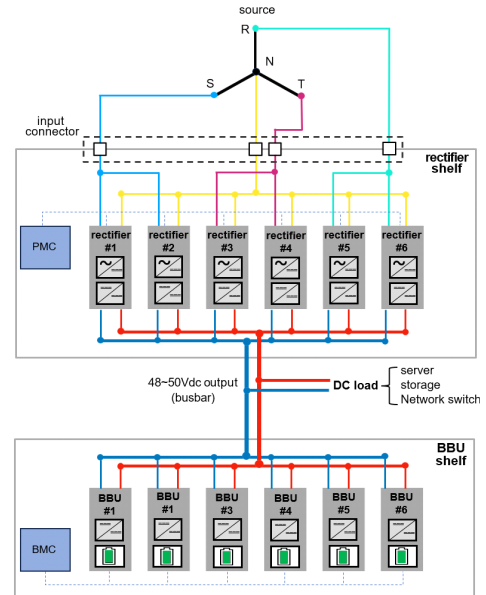 source
R
N
S
T
input
connector
rectifier
shelf
PMC
rectifier
#1
rectifier
#2
rectifier
#3
rectifier
#4
rectifier
#5
rectifier
#6
48~50Vdc output
(busbar)
DC load
server
storage
Network switch
BBU
shelf
BMC
BBU
#1
BBU
#1
BBU
#3
BBU
#4
BBU
#5
BBU
#6